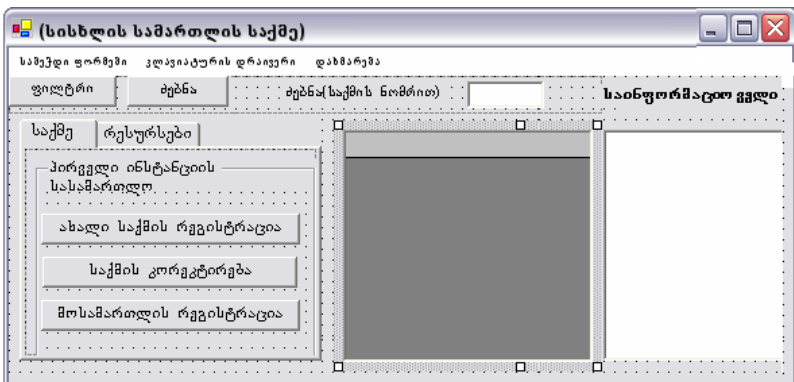 (სისხლის სამართლის საქმე)
საბეჭდი ფორმები კლავიატურის დრაივერი დახმარება
ფილტრი ძებნა ძებნა(საქმის ნომრით) საინფორმაციო ველი
საქმე რესურსები
პირველი ინსტანციის
სასამართლო
ახალი საქმის რეგისტრაცია
საქმის კორექტირება
მოსამართლის რეგისტრაცია